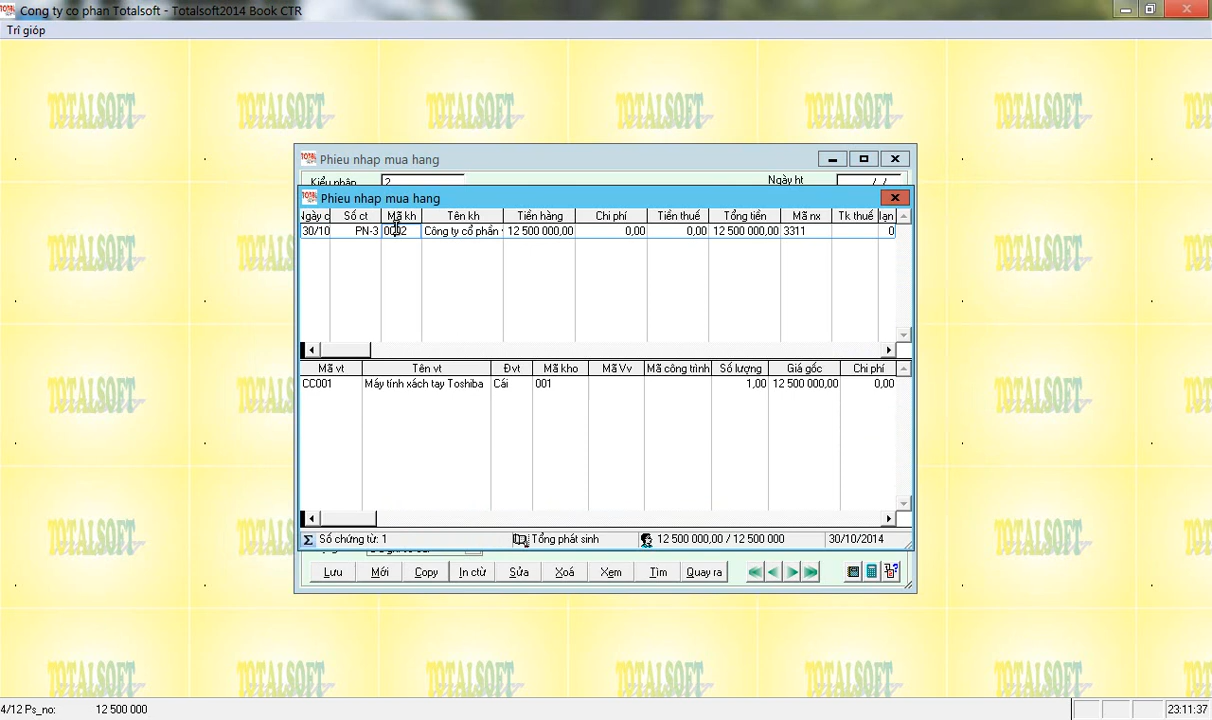 Cong ty co phan Totalsoft - Totalsoft2014 Book CTR
Trî gióp
TOTALSOFT
Phieu nhap mua hang
Kiểu nhập 2 Ngày ht / /
Phieu nhap mua hang
Số ct Mã kh Tên kh Tiền hàng Chi phí Tiền thuế Tổng tiền Mã nx Tk thuế
30/10 PN-3 0002 Công ty cổ phần 12 500 000,00 0,00 0,00 12 500 000,00 3311 0
Mã vt Tên vt Đvt Mã kho Mã Vv Mã công trình Số lượng Giá gốc Chi phí
CC001 Máy tính xách tay Toshiba Cái 001 1,00 12 500 000,00 0,00
Σ Số chứng từ: 1 Tổng phát sinh 12 500 000,00 / 12 500 000 30/10/2014
Lưu Mới Copy In ctừ Sửa Xoá Xem Tìm Quay ra
4/12 Ps_no: 12 500 000 23:11:37